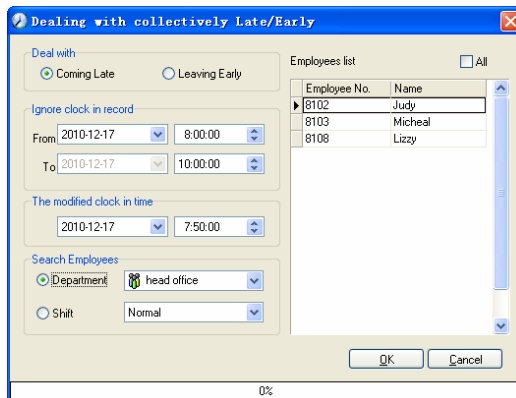 Dealing with collectively Late/Early
Deal with
Coming Late
Leaving Early
Ignore clock in record
From 2010-12-17 8:00:00
To 2010-12-17 10:00:00
The modified clock in time
2010-12-17 7:50:00
Search Employees
Department head office
Shift Normal
Employees list All
Employee No. Name
8102 Judy
8103 Micheal
8108 Lizzy
OK Cancel
0%